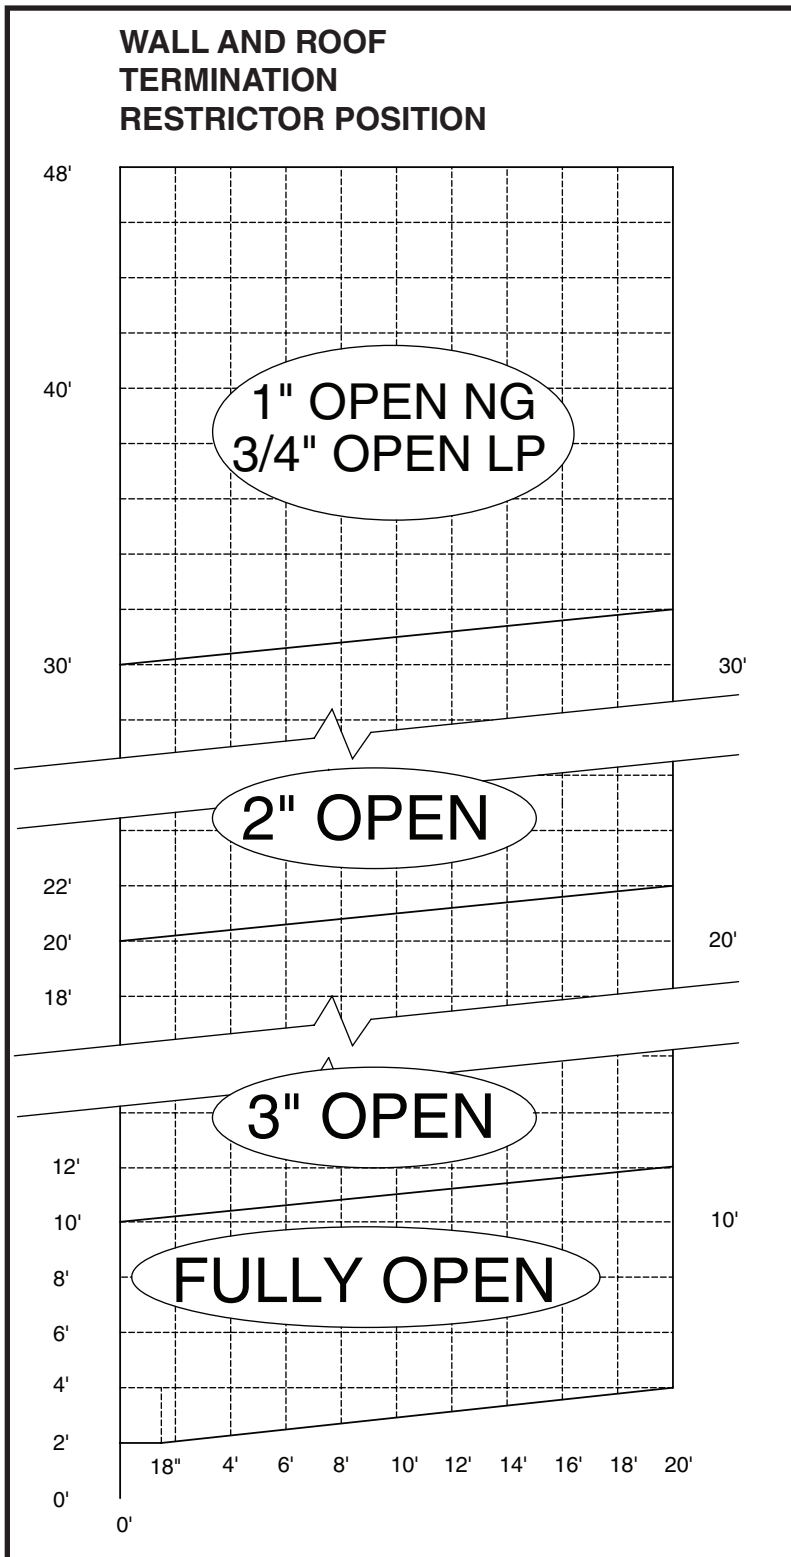 WALL AND ROOF
TERMINATION
RESTRICTOR POSITION
48'
40'
1" OPEN NG
3/4" OPEN LP
30'
30'
2" OPEN
22'
20'
20'
18'
3" OPEN
12'
10'
10'
FULLY OPEN
8'
6'
4'
2'
18" 4' 6' 8' 10' 12' 14' 16' 18' 20'
0'
0'